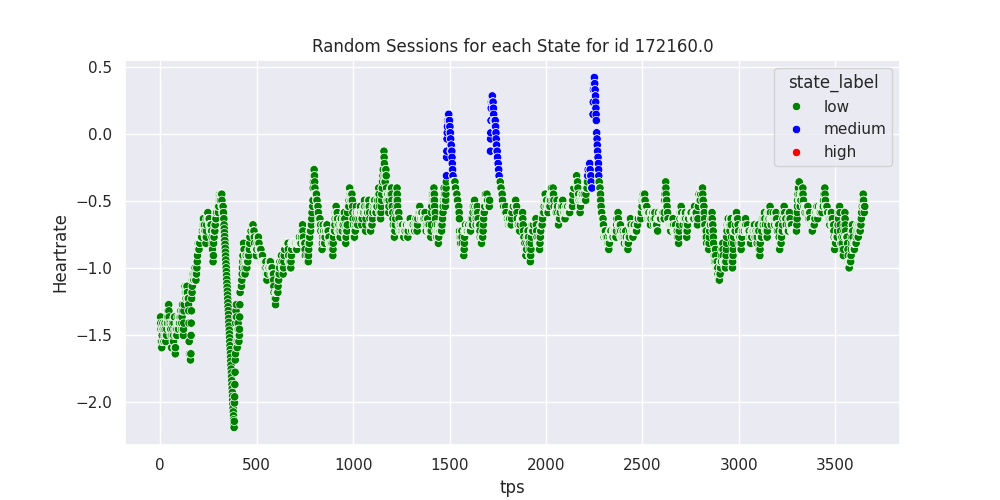 Random Sessions for each State for id 172160.0
0.5
0.0
−0.5
−1.0
−1.5
−2.0
Heartrate
state_label
low
medium
high
0 500 1000 1500 2000 2500 3000 3500
tps